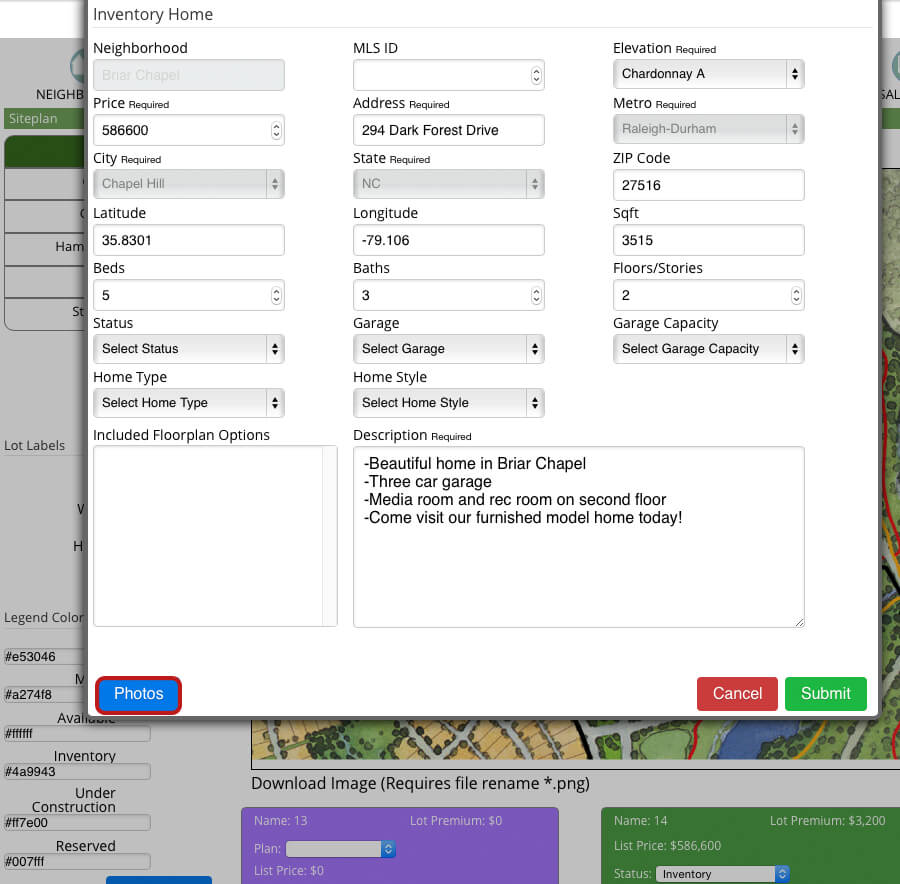 Inventory Home
Neighborhood MLS ID Elevation Required
Briar Chapel Chardonnay A
Price Required Address Required Metro Required
586600 294 Dark Forest Drive Raleigh-Durham
City Required State Required ZIP Code
Chapel Hill NC 27516
Latitude Longitude Sqft
35.8301 -79.106 3515
Beds Baths Floors/Stories
5 3 2
Status Garage Garage Capacity
Select Status Select Garage Select Garage Capacity
Home Type Home Style
Select Home Type Select Home Style
Included Floorplan Options Description Required
-Beautiful home in Briar Chapel
-Three car garage
-Media room and rec room on second floor
-Come visit our furnished model home today!
Photos Cancel Submit
NEIGHB
Siteplan
Ham
St
Lot Labels
H
Legend Color
#e53046
M
#a274f8
Available
#ffffff
Inventory
#4a9943
Under
Construction
#ff7e00
Reserved
#007fff
Download Image (Requires file rename *.png)
Name: 13 Lot Premium: $0
Plan:
List Price: $0
Name: 14 Lot Premium: $3,200
List Price: $586,600
Status: Inventory